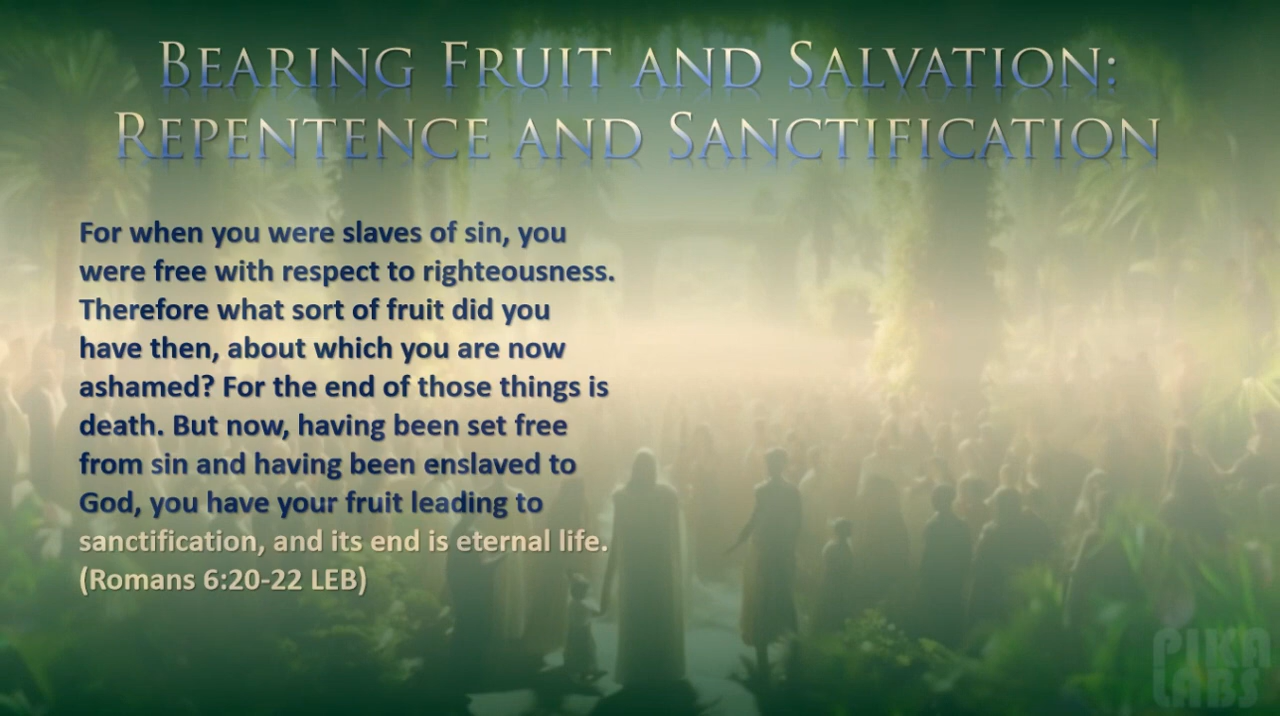 Bearing Fruit and Salvation:
Repentence and Sanctification
For when you were slaves of sin, you
were free with respect to righteousness.
Therefore what sort of fruit did you
have then, about which you are now
ashamed? For the end of those things is
death. But now, having been set free
from sin and having been enslaved to
God, you have your fruit leading to
sanctification, and its end is eternal life.
(Romans 6:20-22 LEB)
PIKA
LABS